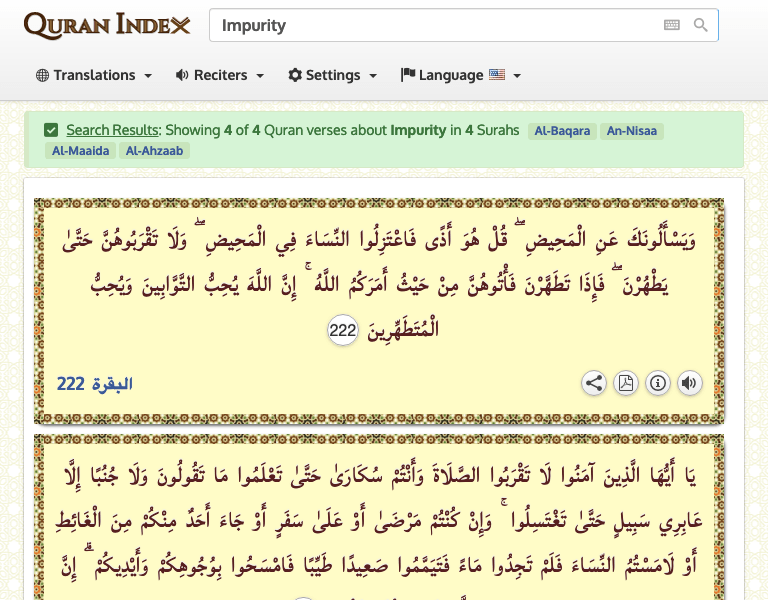 QURAN INDEX
Impurity
Translations Reciters Settings Language
Search Results: Showing 4 of 4 Quran verses about Impurity in 4 Surahs Al-Baqara An-Nisaa
Al-Maaida Al-Ahzaab
وَيَسْأَلُونَكَ عَنِ الْمَحِيضِ ۖ قُلْ هُوَ أَذًى فَاعْتَزِلُوا النِّسَاءَ فِي الْمَحِيضِ ۖ وَلَا تَقْرَبُوهُنَّ حَتَّىٰ
يَطْهُرْنَ ۖ فَإِذَا تَطَهَّرْنَ فَأْتُوهُنَّ مِنْ حَيْثُ أَمَرَكُمُ اللَّهُ ۚ إِنَّ اللَّهَ يُحِبُّ التَّوَّابِينَ وَيُحِبُّ
الْمُتَطَهِّرِينَ 222
البقرة 222
يَا أَيُّهَا الَّذِينَ آمَنُوا لَا تَقْرَبُوا الصَّلَاةَ وَأَنْتُمْ سُكَارَىٰ حَتَّىٰ تَعْلَمُوا مَا تَقُولُونَ وَلَا جُنُبًا إِلَّا
عَابِرِي سَبِيلٍ حَتَّىٰ تَغْتَسِلُوا ۚ وَإِنْ كُنْتُمْ مَرْضَىٰ أَوْ عَلَىٰ سَفَرٍ أَوْ جَاءَ أَحَدٌ مِنْكُمْ مِنَ الْغَائِطِ
أَوْ لَامَسْتُمُ النِّسَاءَ فَلَمْ تَجِدُوا مَاءً فَتَيَمَّمُوا صَعِيدًا طَيِّبًا فَامْسَحُوا بِوُجُوهِكُمْ وَأَيْدِيكُمْ ۗ إِنَّ